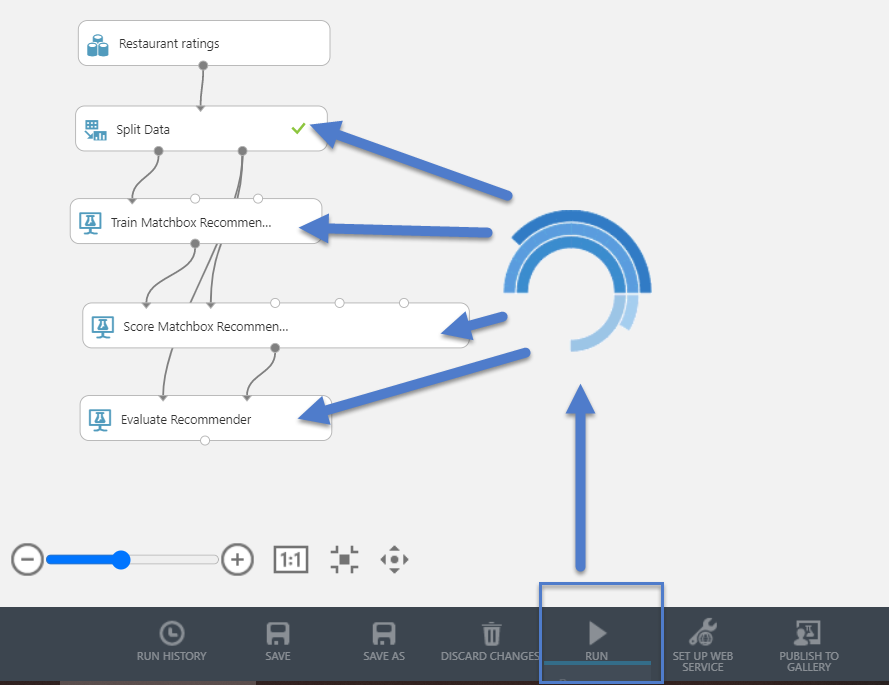 Restaurant ratings
Split Data
Train Matchbox Recommen...
Score Matchbox Recommen...
Evaluate Recommender
1:1
RUN HISTORY
SAVE
SAVE AS
DISCARD CHANGES
RUN
SET UP WEB
SERVICE
PUBLISH TO
GALLERY